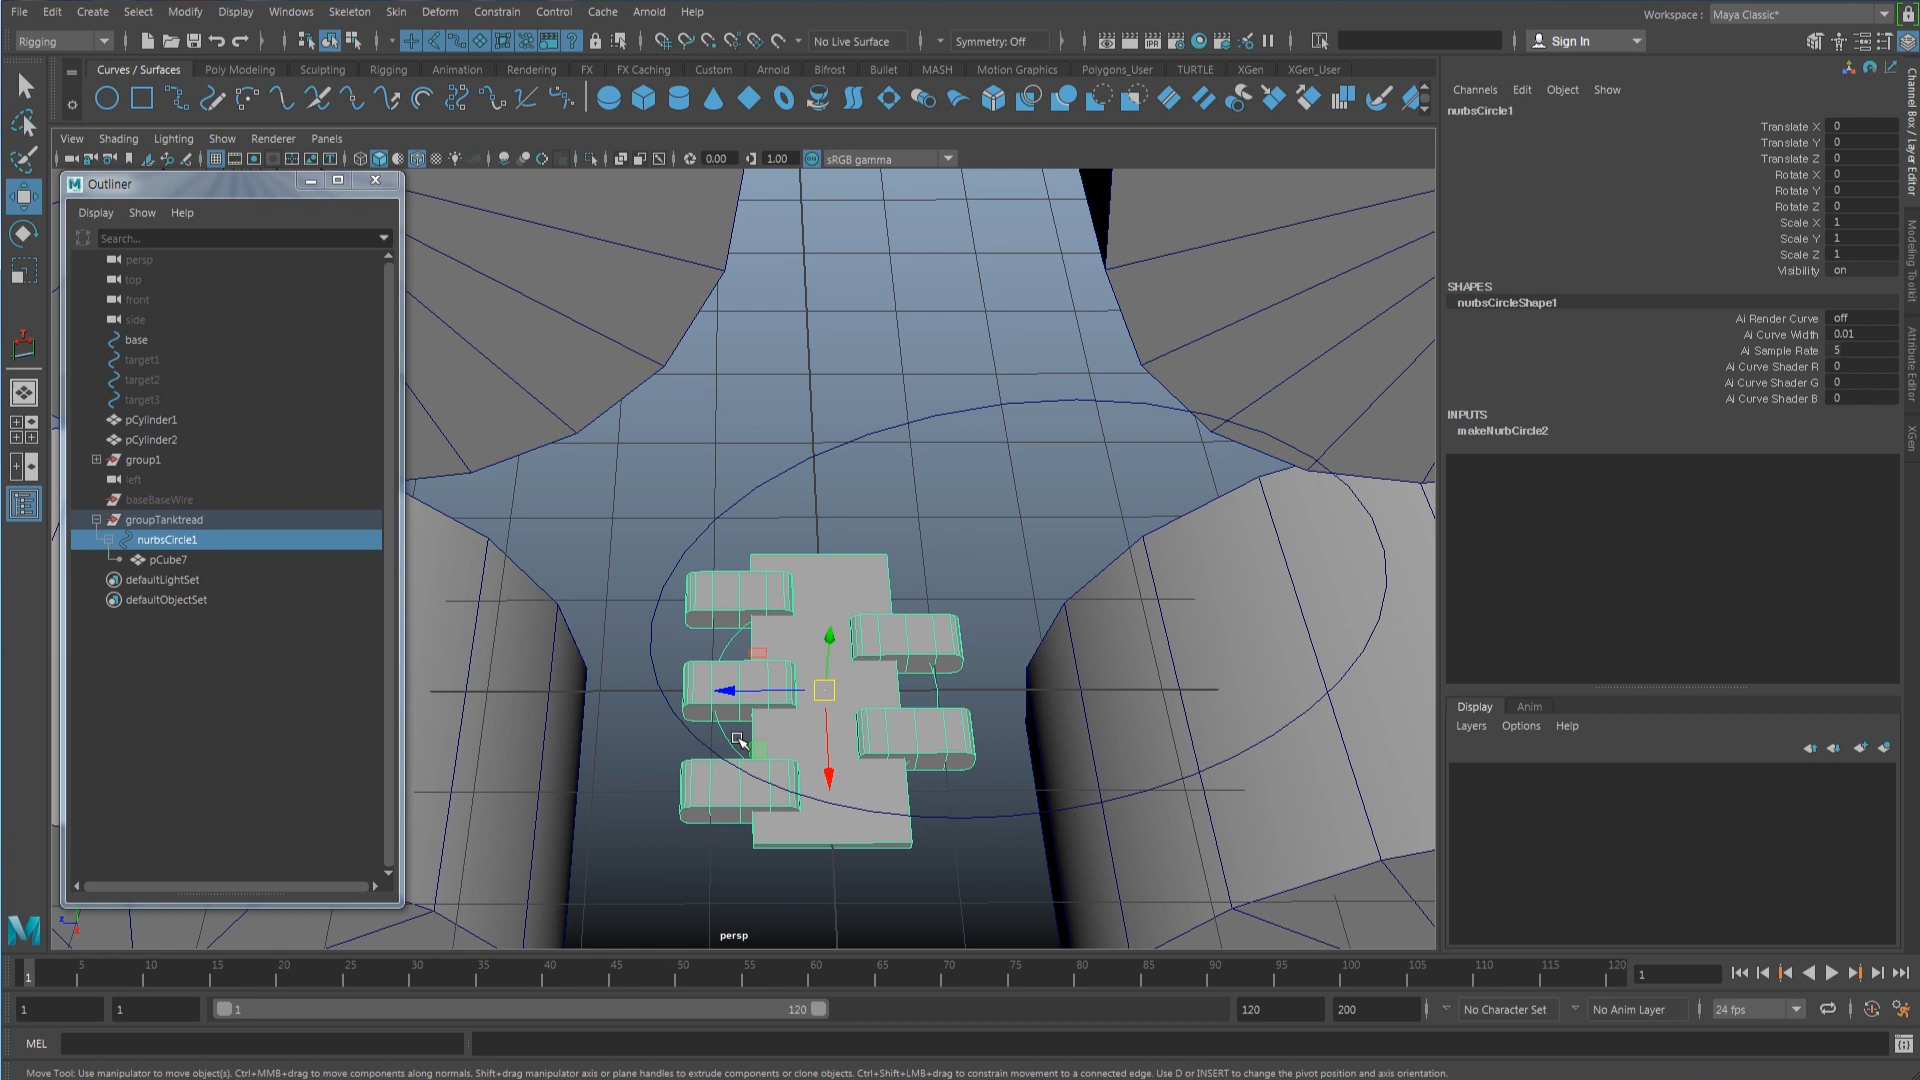 File Edit Create Select Modify Display Windows Skeleton Skin Deform Constrain Control Cache Arnold Help
Workspace : Maya Classic*
Rigging
No Live Surface
Symmetry: Off
Sign In
Curves / Surfaces Poly Modeling Sculpting Rigging Animation Rendering FX FX Caching Custom Arnold Bifrost Bullet MASH Motion Graphics Polygons_User TURTLE XGen XGen_User
View Shading Lighting Show Renderer Panels
0.00 1.00 sRGB gamma
Outliner
Display Show Help
Search...
persp
top
front
side
base
target1
target2
target3
pCylinder1
pCylinder2
group1
left
baseBaseWire
groupTanktread
nurbsCircle1
pCube7
defaultLightSet
defaultObjectSet
persp
Channels Edit Object Show
nurbsCircle1
Translate X 0
Translate Y 0
Translate Z 0
Rotate X 0
Rotate Y 0
Rotate Z 0
Scale X 1
Scale Y 1
Scale Z 1
Visibility on
SHAPES
nurbsCircleShape1
Ai Render Curve off
Ai Curve Width 0.01
Ai Sample Rate 5
Ai Curve Shader R 0
Ai Curve Shader G 0
Ai Curve Shader B 0
INPUTS
makeNurbCircle2
Channel Box / Layer Editor
Modeling Toolkit
Attribute Editor
XGen
Display Anim
Layers Options Help
1 5 10 15 20 25 30 35 40 45 50 55 60 65 70 75 80 85 90 95 100 105 110 115 120
1
1 1 1 120 120 200 No Character Set No Anim Layer 24 fps
MEL
Move Tool: Use manipulator to move object(s). Ctrl+MMB+drag to move components along normals. Shift+drag manipulator axis or plane handles to extrude components or clone objects. Ctrl+Shift+LMB+drag to constrain movement to a connected edge. Use D or INSERT to change the pivot position and axis orientation.